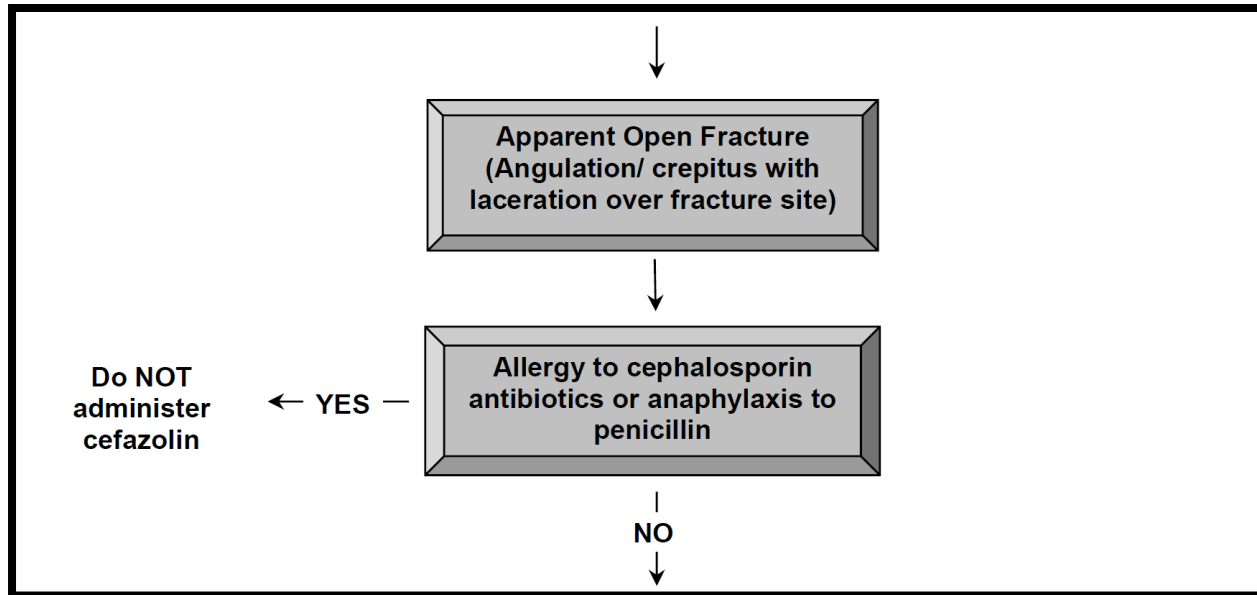 Apparent Open Fracture
(Angulation/ crepitus with
laceration over fracture site)
Allergy to cephalosporin
antibiotics or anaphylaxis to
penicillin
YES
Do NOT
administer
cefazolin
NO